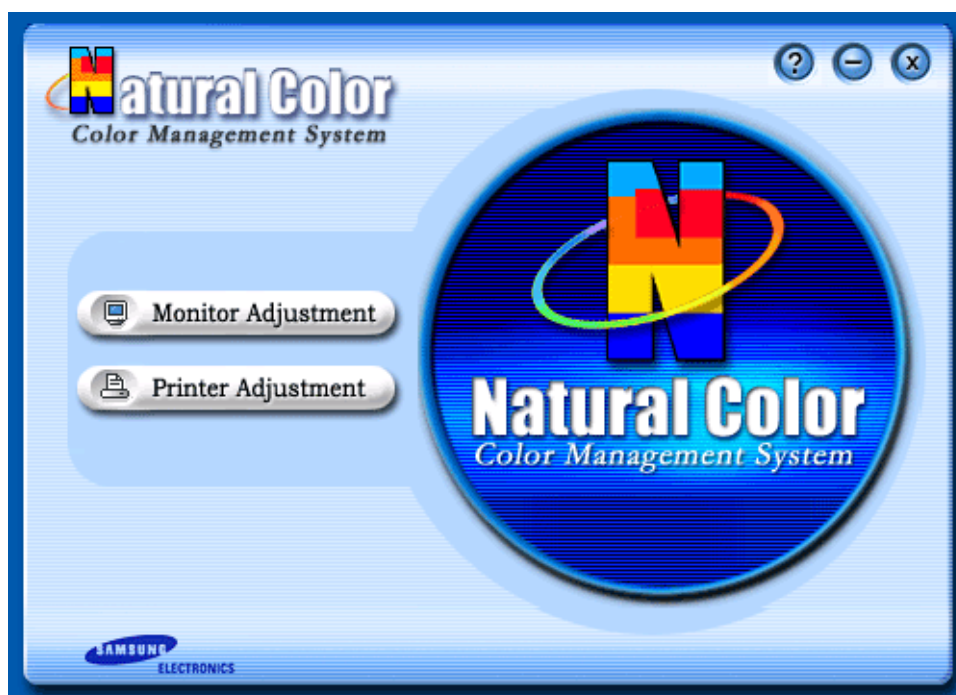 Natural Color
Color Management System
? − x
Monitor Adjustment
Printer Adjustment
N
Natural Color
Color Management System
SAMSUNG
ELECTRONICS